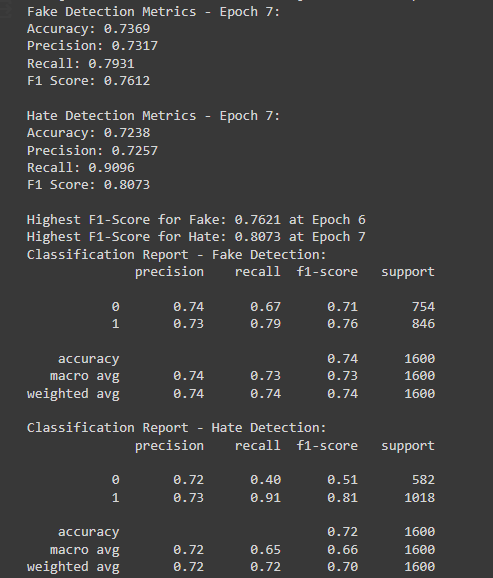 Fake Detection Metrics - Epoch 7:
Accuracy: 0.7369
Precision: 0.7317
Recall: 0.7931
F1 Score: 0.7612

Hate Detection Metrics - Epoch 7:
Accuracy: 0.7238
Precision: 0.7257
Recall: 0.9096
F1 Score: 0.8073

Highest F1-Score for Fake: 0.7621 at Epoch 6
Highest F1-Score for Hate: 0.8073 at Epoch 7
Classification Report - Fake Detection:
              precision    recall  f1-score   support

           0       0.74      0.67      0.71       754
           1       0.73      0.79      0.76       846

    accuracy                           0.74      1600
   macro avg       0.74      0.73      0.73      1600
weighted avg       0.74      0.74      0.74      1600

Classification Report - Hate Detection:
              precision    recall  f1-score   support

           0       0.72      0.40      0.51       582
           1       0.73      0.91      0.81      1018

    accuracy                           0.72      1600
   macro avg       0.72      0.65      0.66      1600
weighted avg       0.72      0.72      0.70      1600